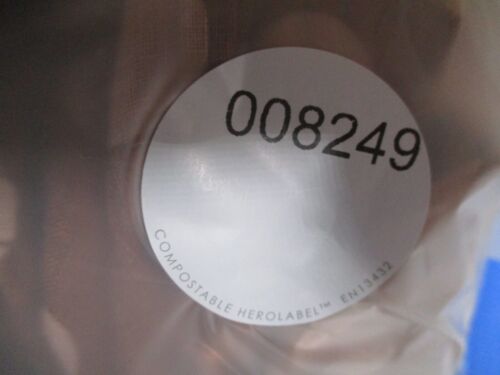 008249
COMPOSTABLE HEROLABEL™ EN13432